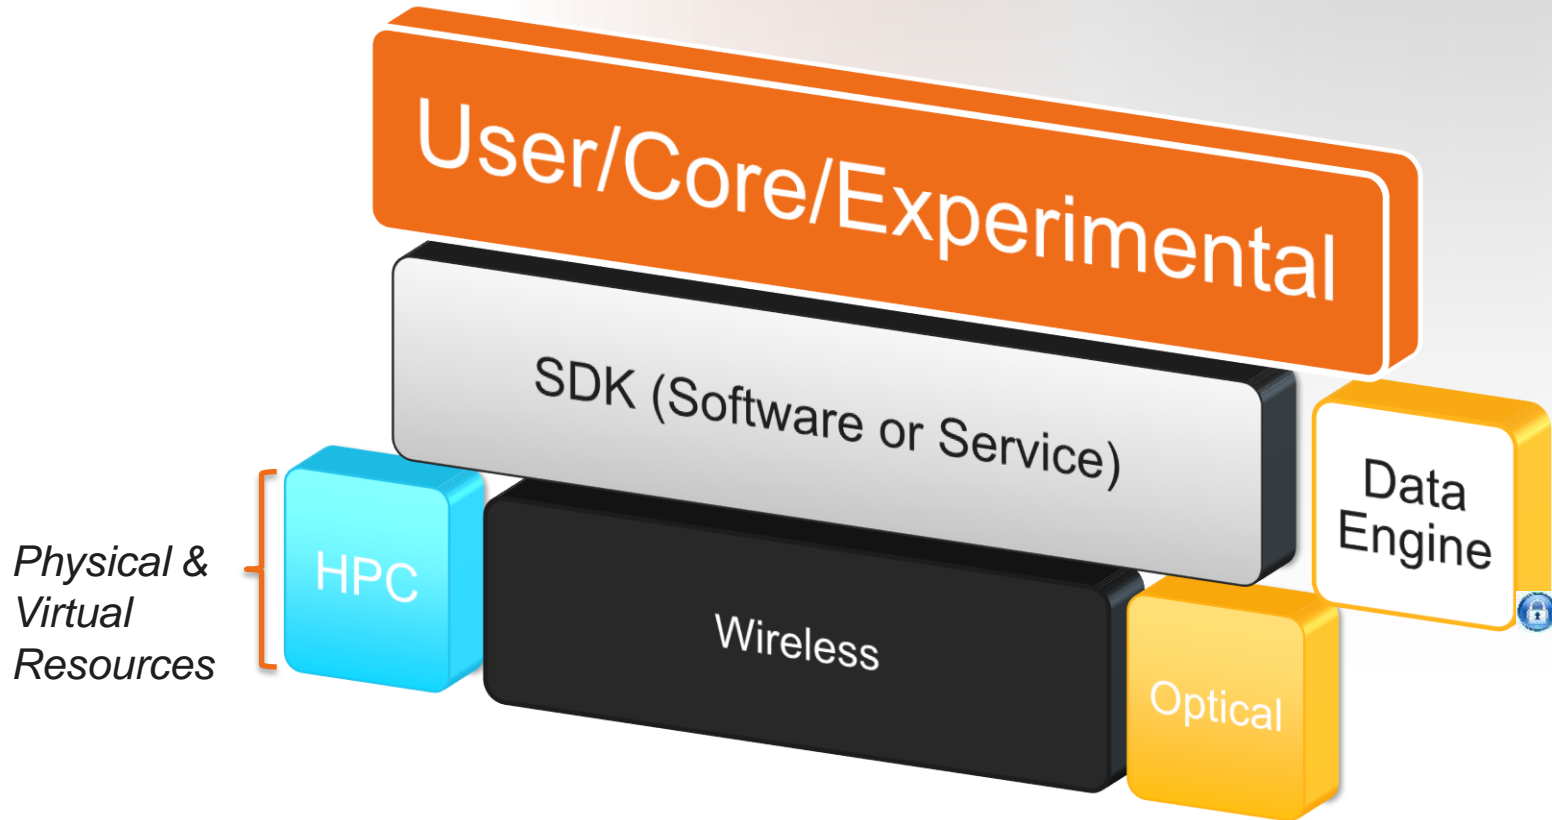 User/Core/Experimental
SDK (Software or Service)
Data
Engine
Physical &
Virtual
Resources
HPC
Wireless
Optical